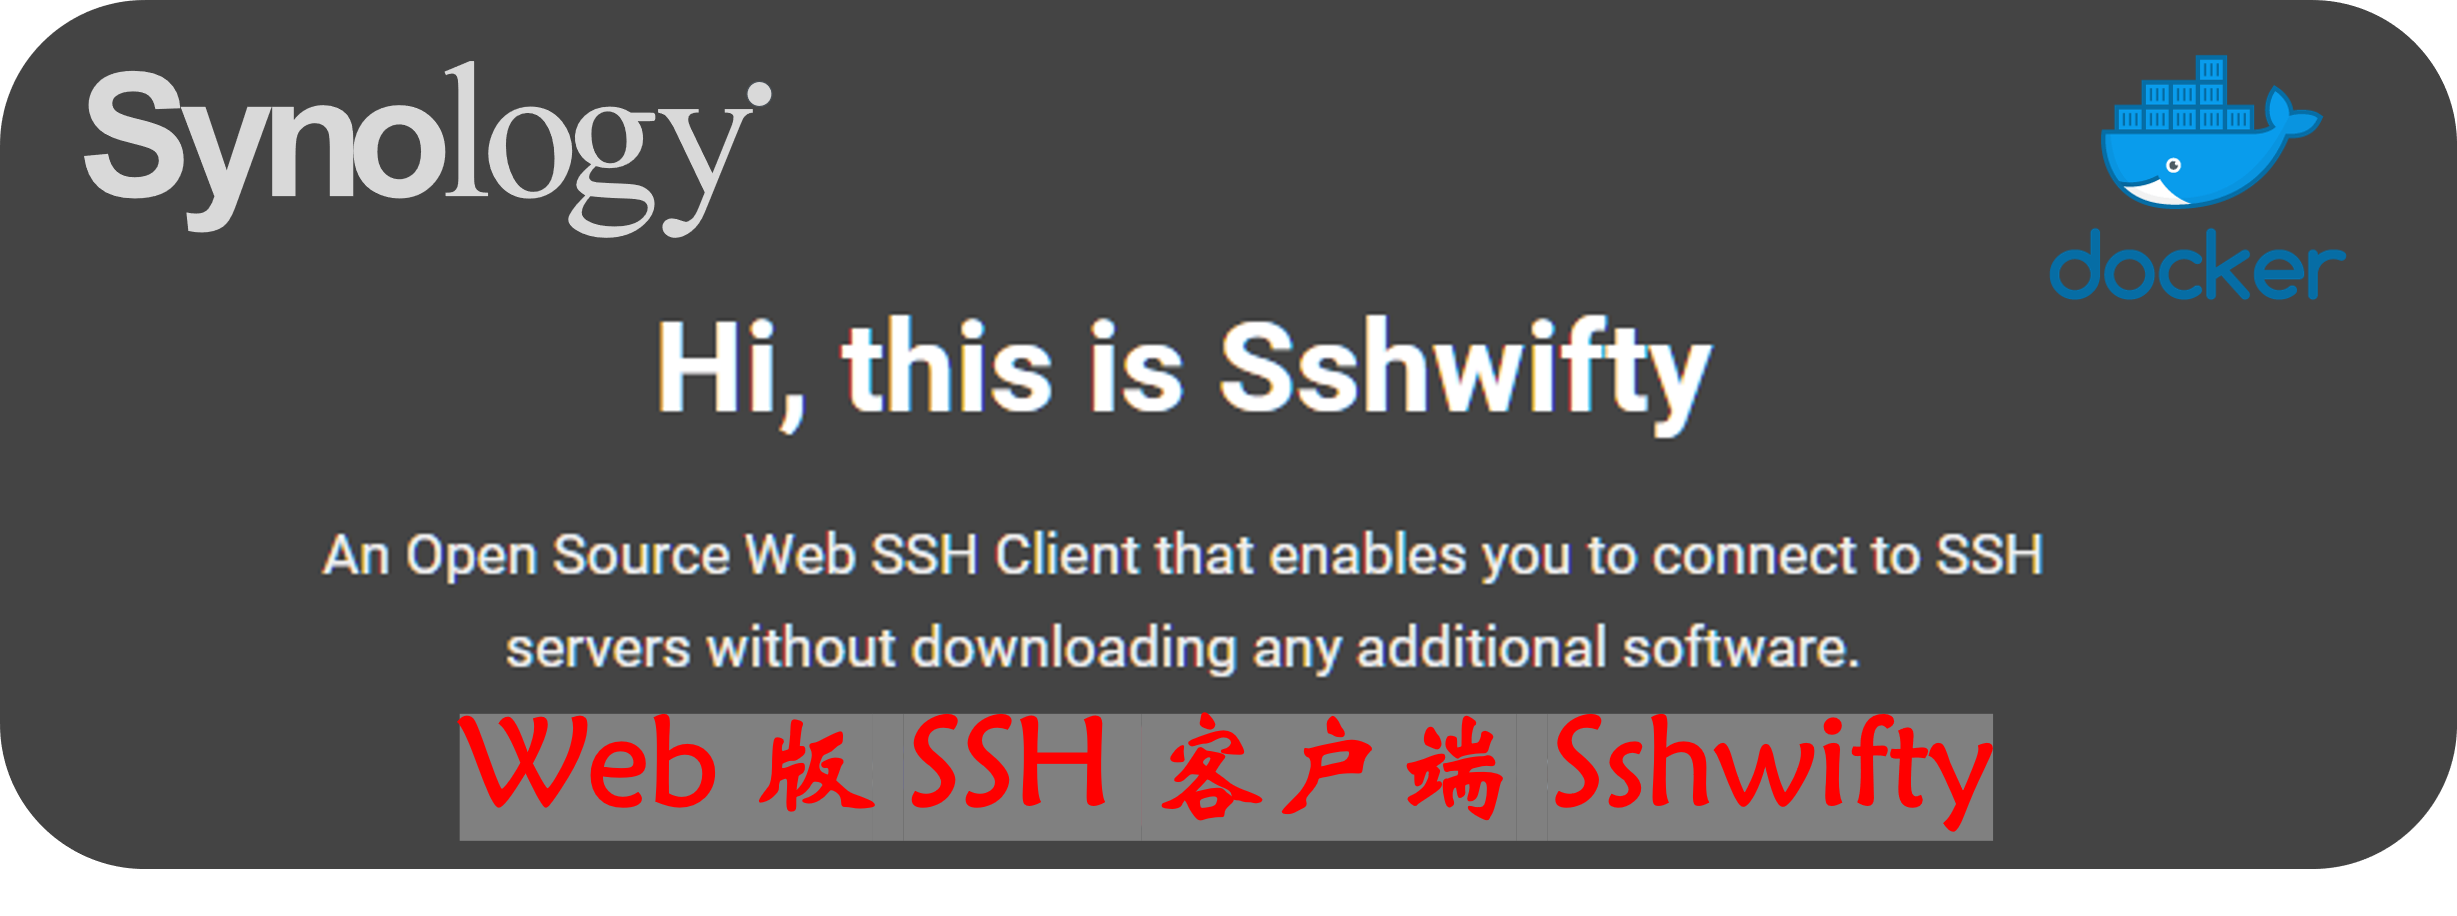 Synology
docker
Hi, this is Sshwifty
An Open Source Web SSH Client that enables you to connect to SSH
servers without downloading any additional software.
Web 版 SSH 客户端 Sshwifty